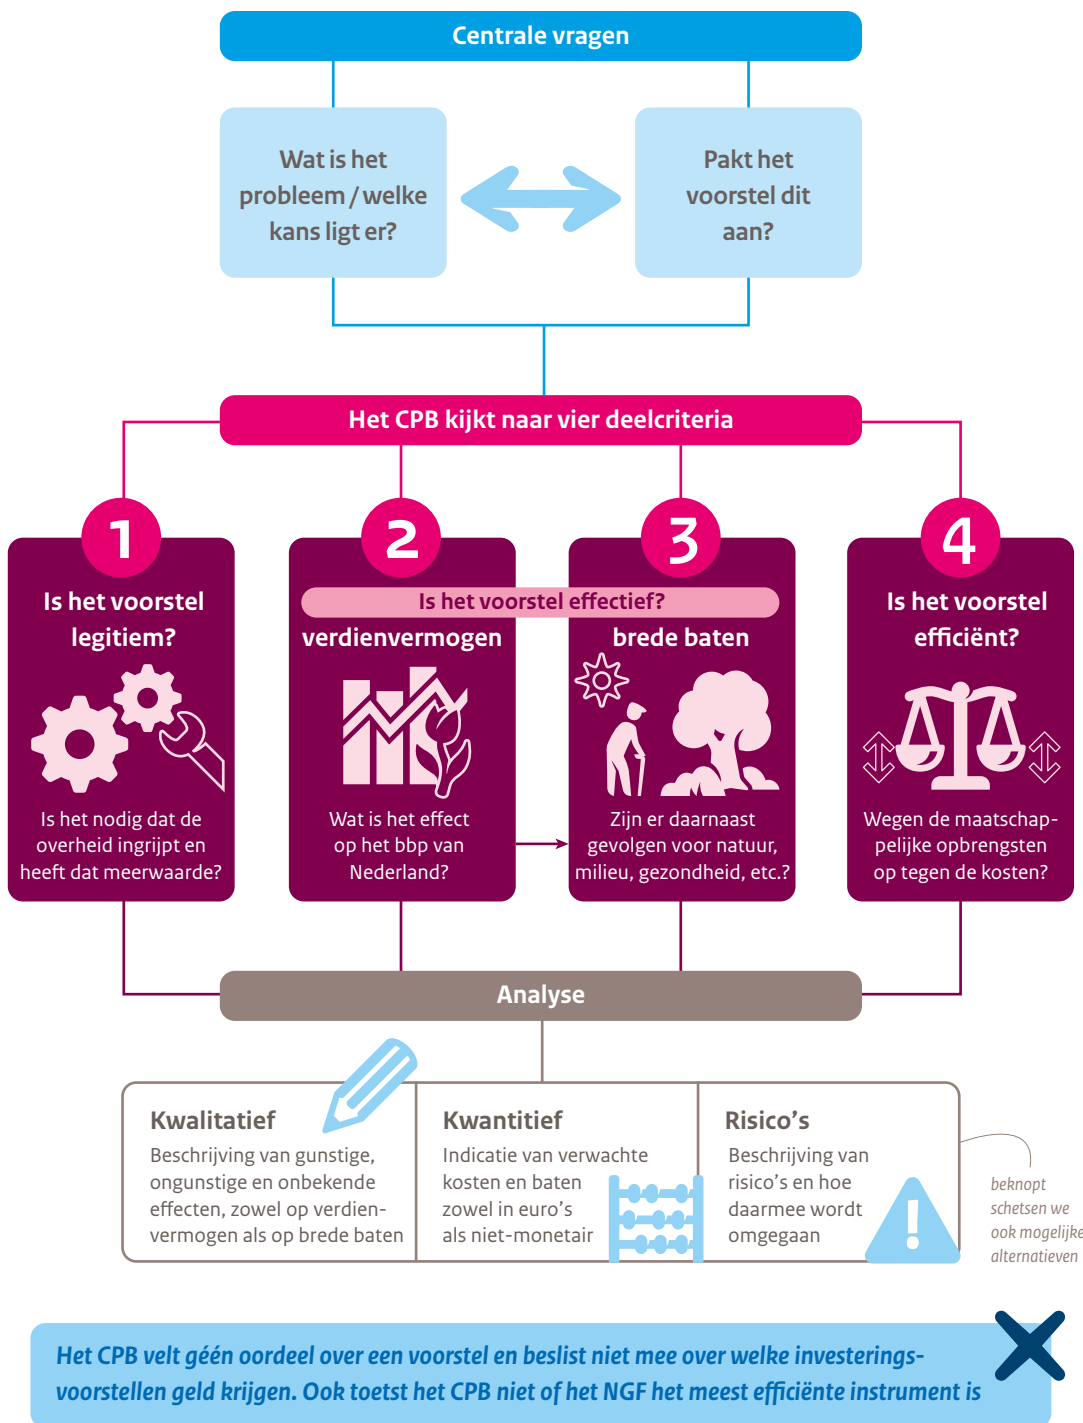 Centrale vragen
Wat is het
probleem / welke
kans ligt er?
Pakt het
voorstel dit
aan?
Het CPB kijkt naar vier deelcriteria
1
Is het voorstel
legitiem?
Is het nodig dat de
overheid ingrijpt en
heeft dat meerwaarde?
2
3
Is het voorstel effectief?
verdienvermogen
Wat is het effect
op het bbp van
Nederland?
brede baten
Zijn er daarnaast
gevolgen voor natuur,
milieu, gezondheid, etc.?
4
Is het voorstel
efficiënt?
Wegen de maatschap-
pelijke opbrengsten
op tegen de kosten?
Analyse
Kwalitatief
Beschrijving van gunstige,
ongunstige en onbekende
effecten, zowel op verdien-
vermogen als op brede baten
Kwantitief
Indicatie van verwachte
kosten en baten
zowel in euro's
als niet-monetair
Risico's
Beschrijving van
risico's en hoe
daarmee wordt
omgegaan
!
beknopt
schetsen we
ook mogelijke
alternatieven
Het CPB velt géén oordeel over een voorstel en beslist niet mee over welke investerings-
voorstellen geld krijgen. Ook toetst het CPB niet of het NGF het meest efficiënte instrument is